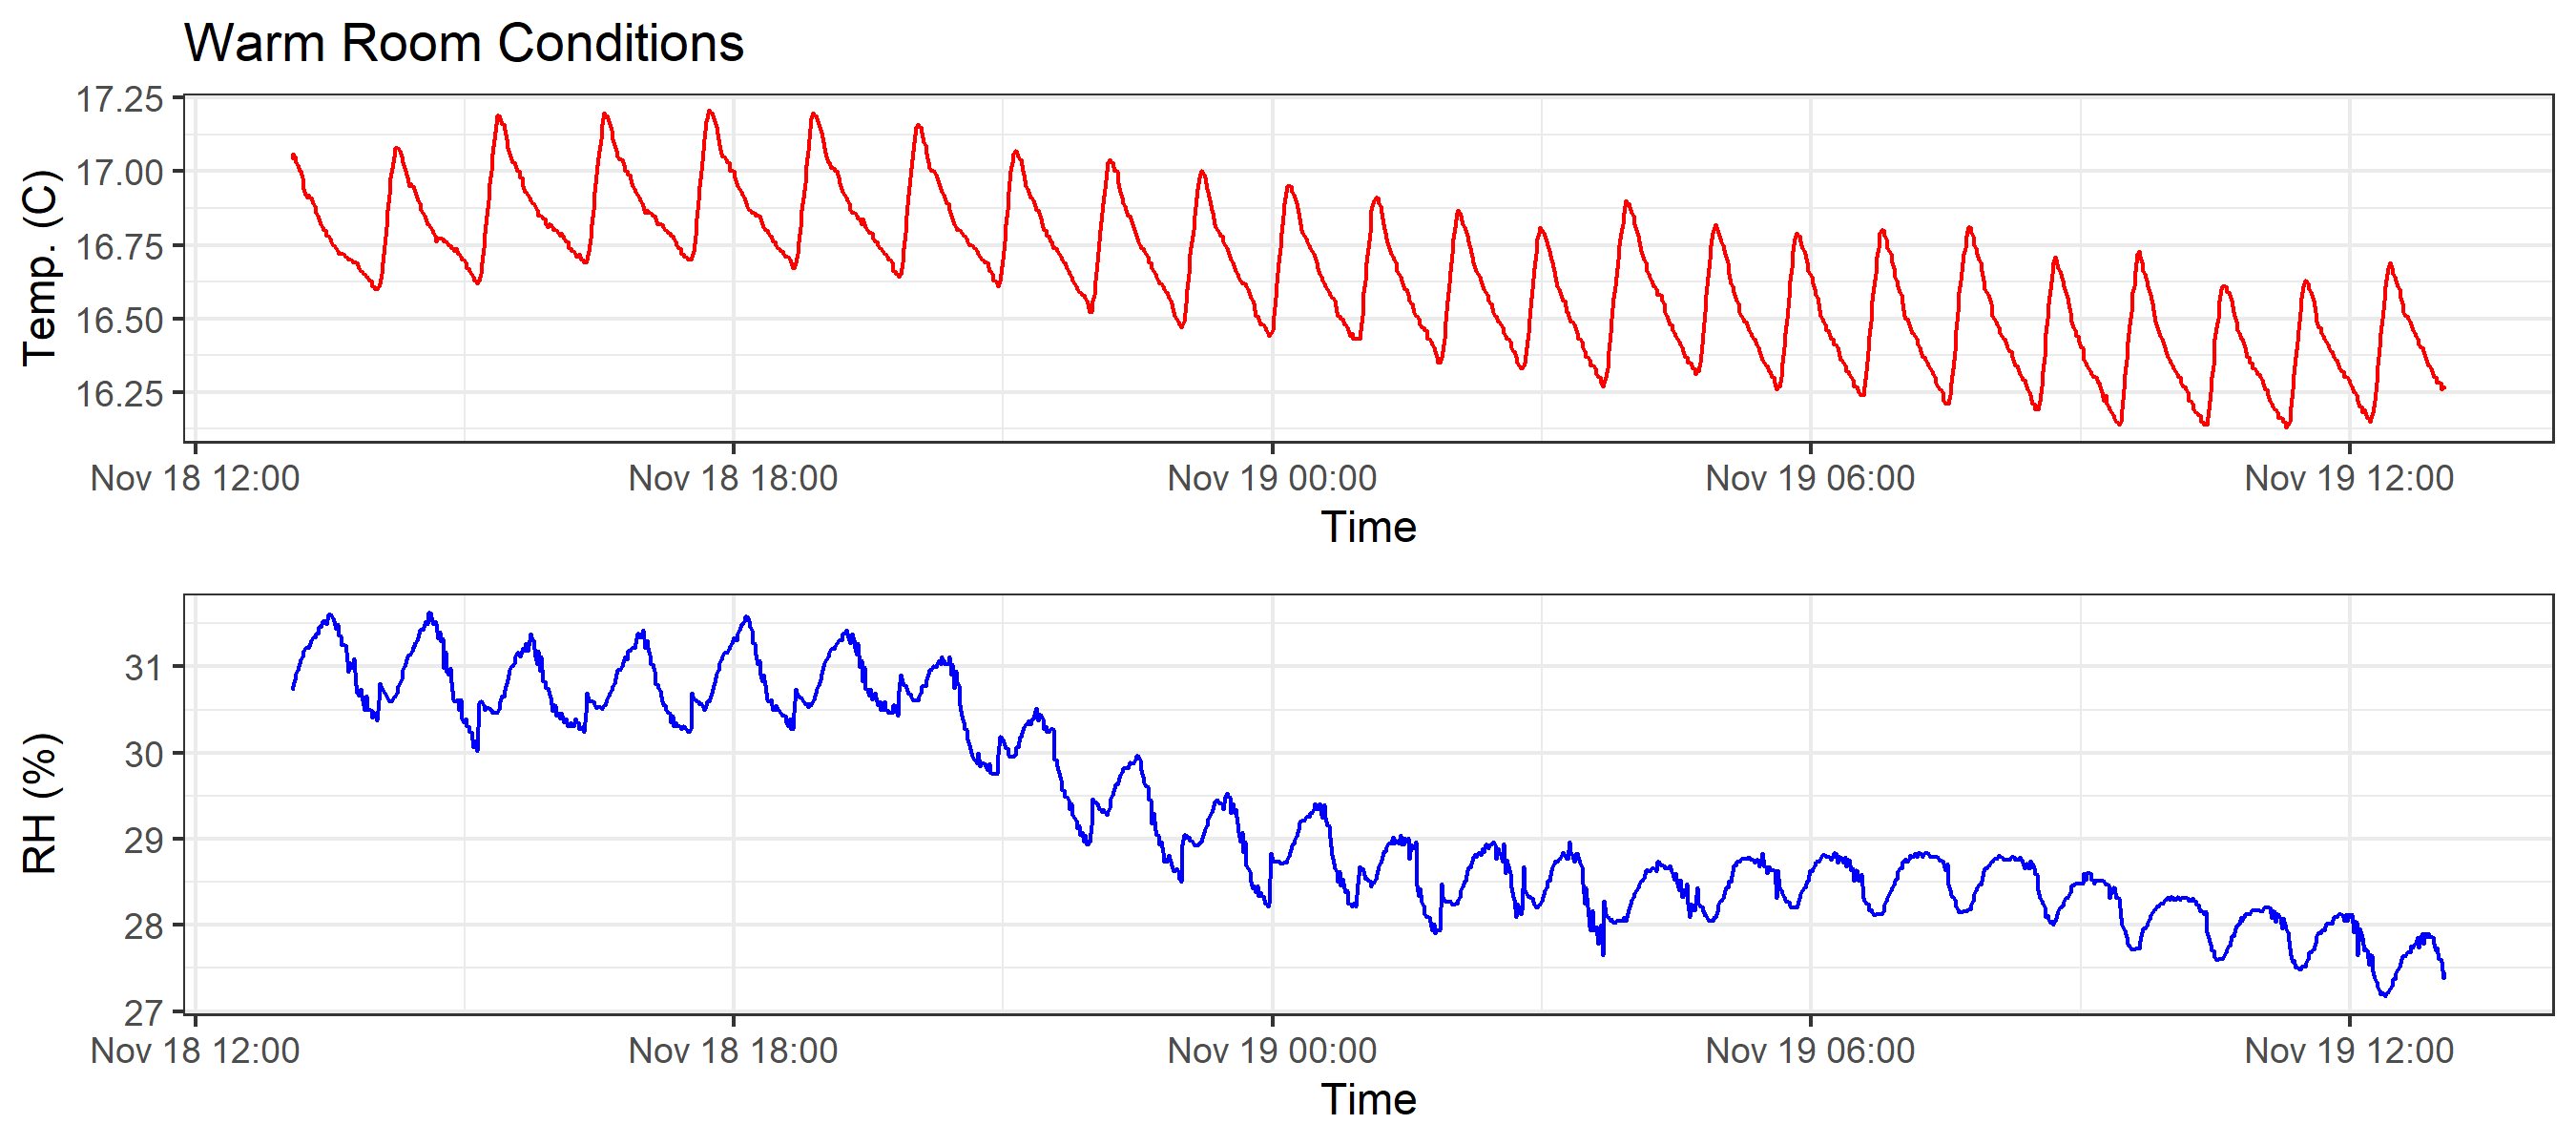 Warm Room Conditions
Temp. (C)
17.25
17.00
16.75
16.50
16.25
Nov 18 12:00 Nov 18 18:00 Nov 19 00:00 Nov 19 06:00 Nov 19 12:00
Time
RH (%)
31
30
29
28
27
Nov 18 12:00 Nov 18 18:00 Nov 19 00:00 Nov 19 06:00 Nov 19 12:00
Time